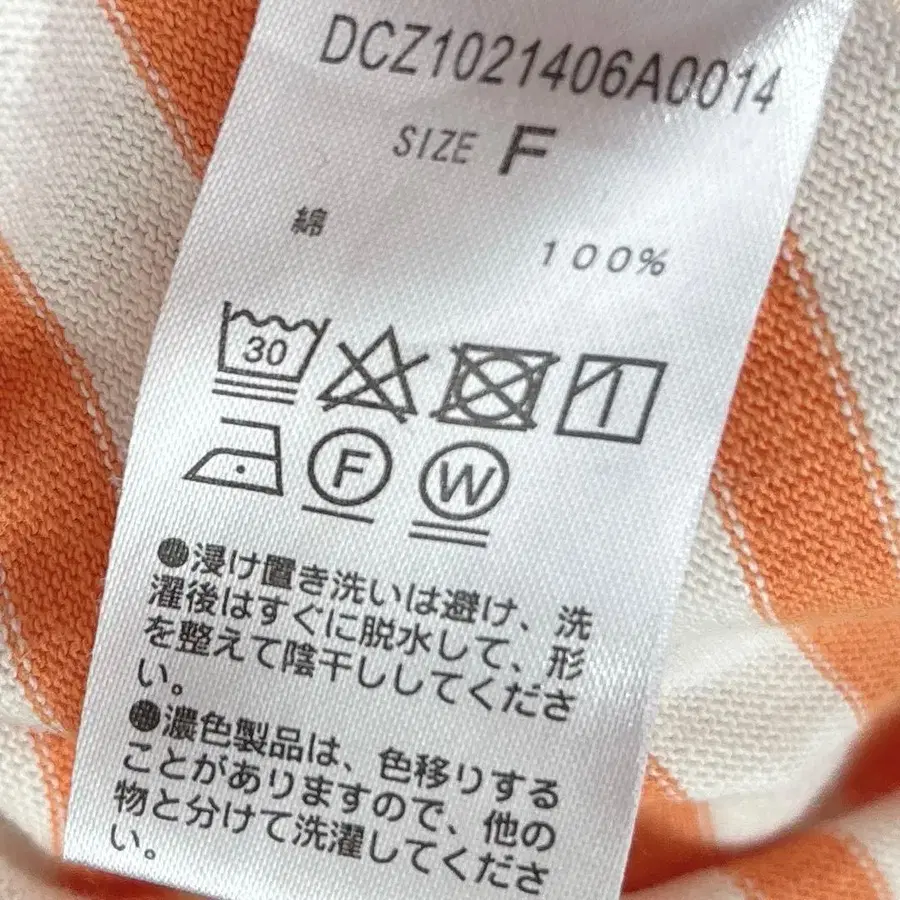 DCZ1021406A0014
SIZE F
綿 100%
30
F W
●浸け置き洗いは避け、洗
濯後はすぐに脱水して、形
を整えて陰干ししてくださ
い。
●濃色製品は、色移りする
ことがありますので、他の
物と分けて洗濯してくださ
い。